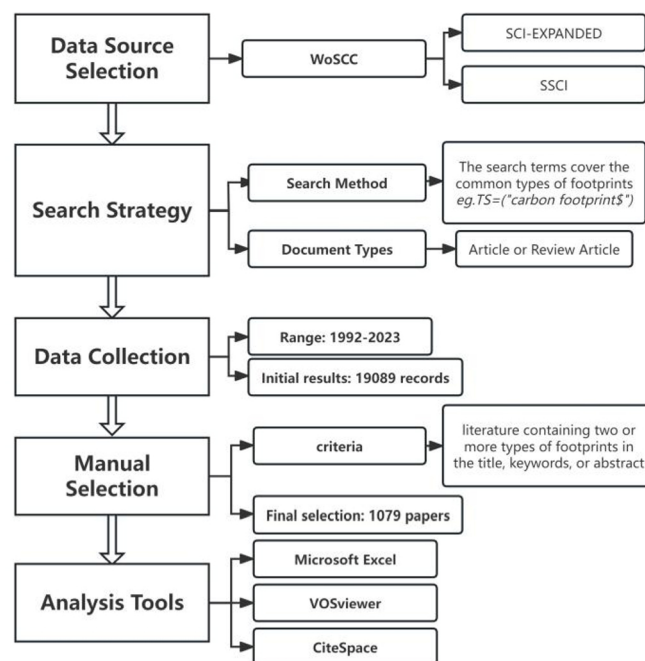 Data Source
Selection
WoSCC
SCI-EXPANDED
SSCI
Search Strategy
Search Method
The search terms cover the
common types of footprints
eg.TS=("carbon footprint$")
Document Types
Article or Review Article
Data Collection
Range: 1992-2023
Initial results: 19089 records
Manual
Selection
criteria
literature containing two or
more types of footprints in
the title, keywords, or abstract
Final selection: 1079 papers
Analysis Tools
Microsoft Excel
VOSviewer
CiteSpace